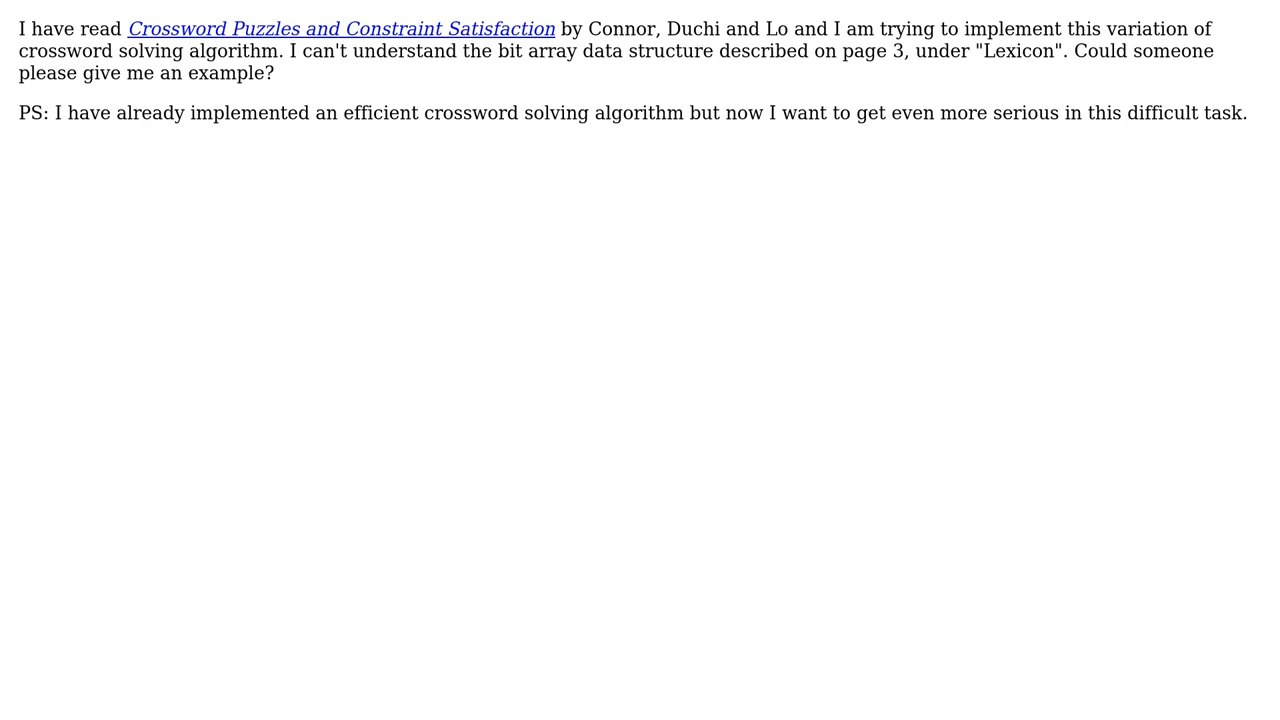 I have read Crossword Puzzles and Constraint Satisfaction by Connor, Duchi and Lo and I am trying to implement this variation of
crossword solving algorithm. I can't understand the bit array data structure described on page 3, under "Lexicon". Could someone
please give me an example?
PS: I have already implemented an efficient crossword solving algorithm but now I want to get even more serious in this difficult task.